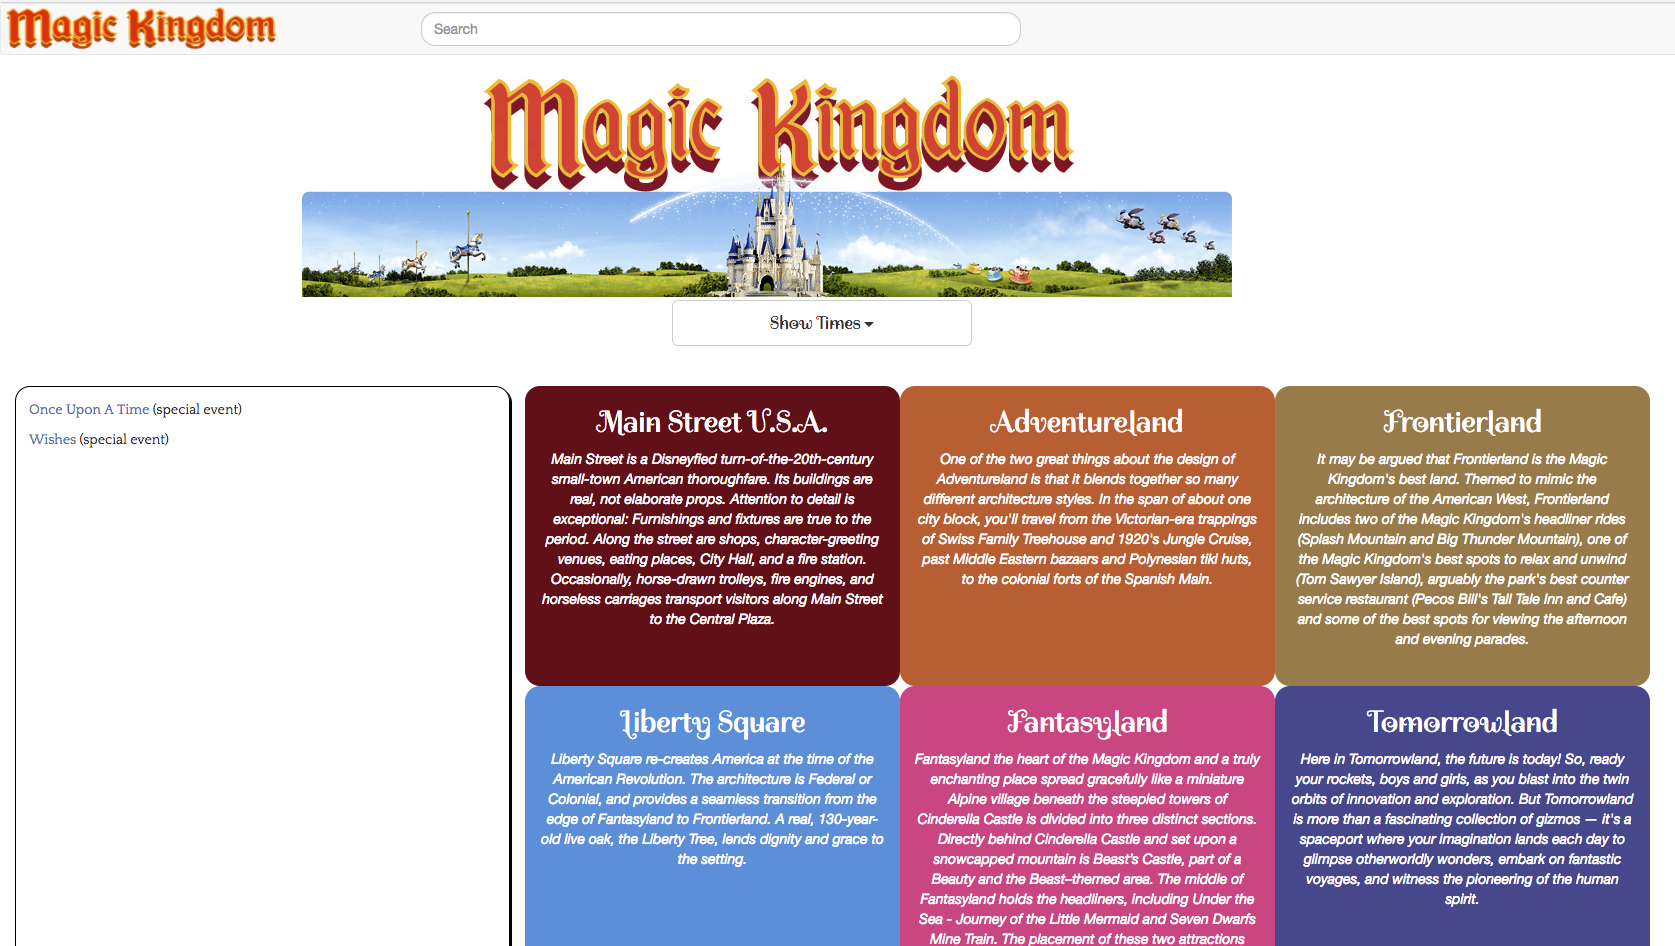 Magic Kingdom
Search
Magic Kingdom
Show Times
Once Upon A Time (special event)
Wishes (special event)
Main Street U.S.A.
Main Street is a Disneyfied turn-of-the-20th-century
small-town American thoroughfare. Its buildings are
real, not elaborate props. Attention to detail is
exceptional: Furnishings and fixtures are true to the
period. Along the street are shops, character-greeting
venues, eating places, City Hall, and a fire station.
Occasionally, horse-drawn trolleys, fire engines, and
horseless carriages transport visitors along Main Street
to the Central Plaza.
Adventureland
One of the two great things about the design of
Adventureland is that it blends together so many
different architecture styles. In the span of about one
city block, you'll travel from the Victorian-era trappings
of Swiss Family Treehouse and 1920's Jungle Cruise,
past Middle Eastern bazaars and Polynesian tiki huts,
to the colonial forts of the Spanish Main.
Frontierland
It may be argued that Frontierland is the Magic
Kingdom's best land. Themed to mimic the
architecture of the American West, Frontierland
includes two of the Magic Kingdom's headliner rides
(Splash Mountain and Big Thunder Mountain), one of
the Magic Kingdom's best spots to relax and unwind
(Tom Sawyer Island), arguably the park's best counter
service restaurant (Pecos Bill's Tall Tale Inn and Cafe)
and some of the best spots for viewing the afternoon
and evening parades.
Liberty Square
Liberty Square re-creates America at the time of the
American Revolution. The architecture is Federal or
Colonial, and provides a seamless transition from the
edge of Fantasyland to Frontierland. A real, 130-year-
old live oak, the Liberty Tree, lends dignity and grace to
the setting.
Fantasyland
Fantasyland the heart of the Magic Kingdom and a truly
enchanting place spread gracefully like a miniature
Alpine village beneath the steepled towers of
Cinderella Castle is divided into three distinct sections.
Directly behind Cinderella Castle and set upon a
snowcapped mountain is Beast's Castle, part of a
Beauty and the Beast–themed area. The middle of
Fantasyland holds the headliners, including Under the
Sea - Journey of the Little Mermaid and Seven Dwarfs
Mine Train. The placement of these two attractions
Tomorrowland
Here in Tomorrowland, the future is today! So, ready
your rockets, boys and girls, as you blast into the twin
orbits of innovation and exploration. But Tomorrowland
is more than a fascinating collection of gizmos — it's a
spaceport where your imagination lands each day to
glimpse otherworldly wonders, embark on fantastic
voyages, and witness the pioneering of the human
spirit.